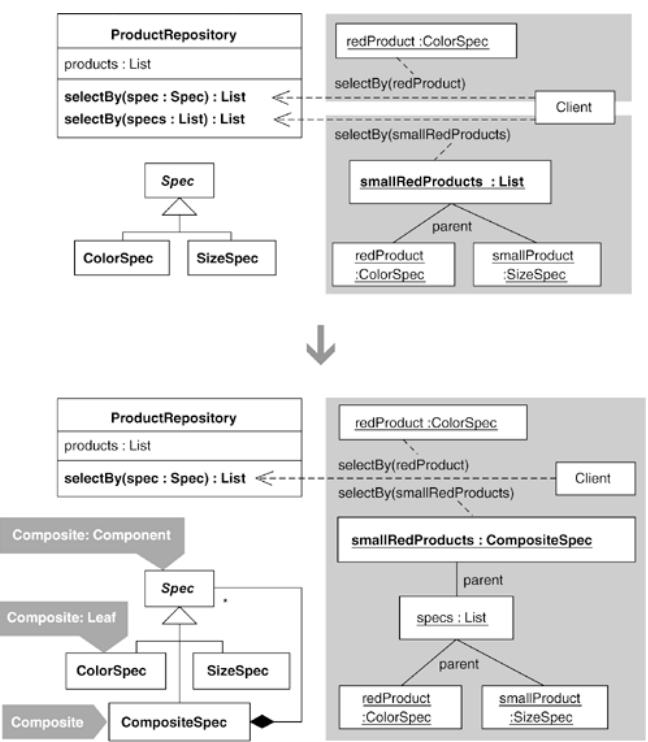 ProductRepository
products : List
selectBy(spec : Spec) : List
selectBy(specs : List) : List
redProduct :ColorSpec
selectBy(redProduct)
Client
selectBy(smallRedProducts)
smallRedProducts : List
parent
redProduct
:ColorSpec
smallProduct
:SizeSpec
Spec
ColorSpec
SizeSpec
ProductRepository
products : List
selectBy(spec : Spec) : List
redProduct :ColorSpec
selectBy(redProduct)
Client
selectBy(smallRedProducts)
smallRedProducts : CompositeSpec
parent
specs : List
parent
redProduct
:ColorSpec
smallProduct
:SizeSpec
Composite: Component
Spec
*
Composite: Leaf
ColorSpec
SizeSpec
Composite
CompositeSpec